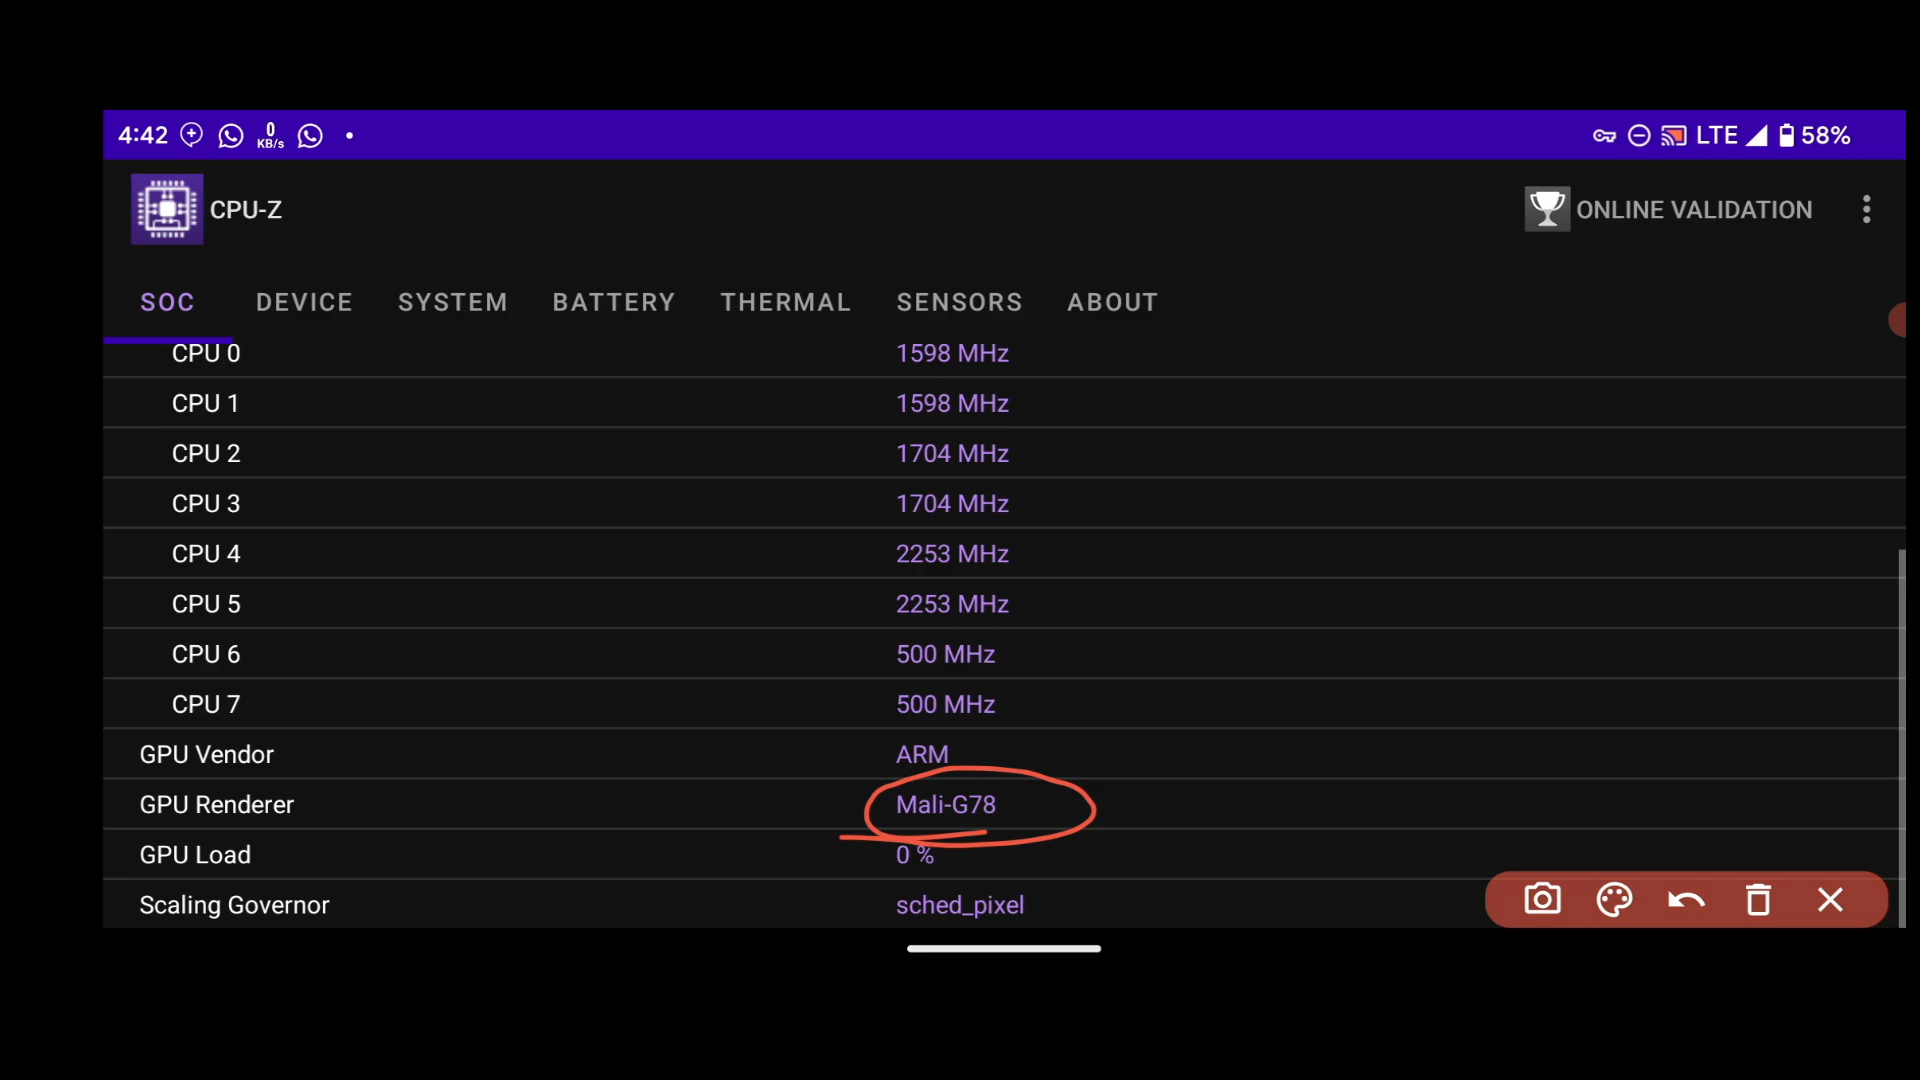 4:42 0 KB/s LTE 58%
CPU-Z ONLINE VALIDATION
SOC DEVICE SYSTEM BATTERY THERMAL SENSORS ABOUT
CPU 0 1598 MHz
CPU 1 1598 MHz
CPU 2 1704 MHz
CPU 3 1704 MHz
CPU 4 2253 MHz
CPU 5 2253 MHz
CPU 6 500 MHz
CPU 7 500 MHz
GPU Vendor ARM
GPU Renderer Mali-G78
GPU Load 0 %
Scaling Governor sched_pixel